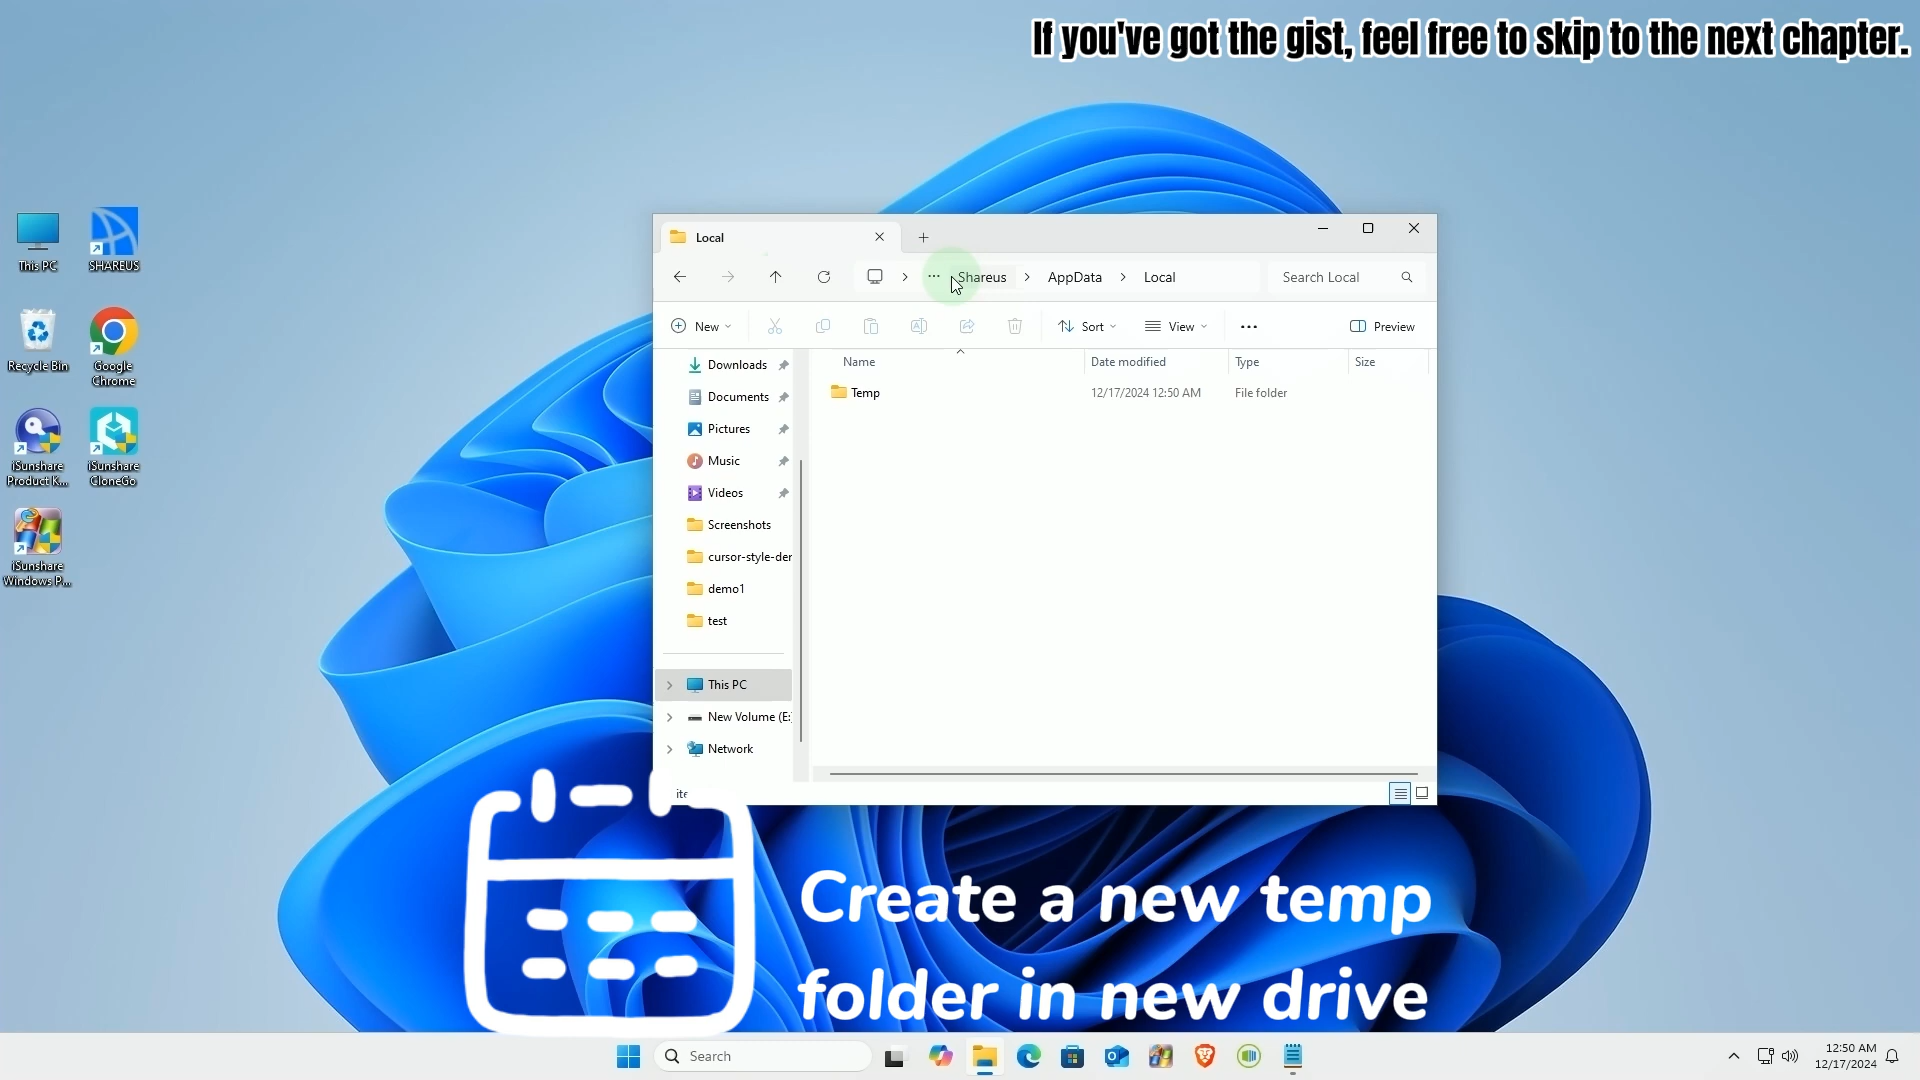 If you've got the gist, feel free to skip to the next chapter.
This PC
SHAREUS
Recycle Bin
Google
Chrome
iSunshare
Product K...
iSunshare
CloneGo
iSunshare
Windows P...
Local
… Shareus > AppData > Local
Search Local
New
Sort
View
Preview
Name
Date modified
Type
Size
Downloads
Documents
Pictures
Music
Videos
Screenshots
cursor-style-der
demo1
test
This PC
New Volume (E:
Network
Temp
12/17/2024 12:50 AM
File folder
ite
Create a new temp
folder in new drive
Search
12:50 AM
12/17/2024